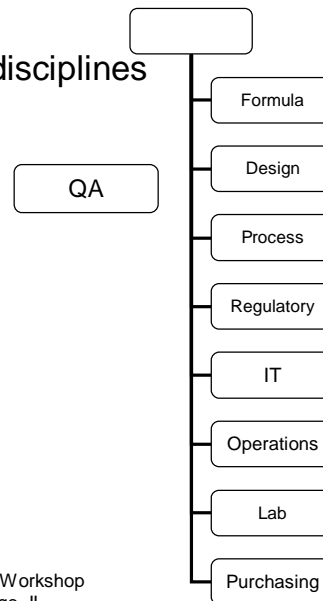 disciplines
Formula
Design
QA
Process
Regulatory
IT
Operations
Lab
Purchasing
Workshop